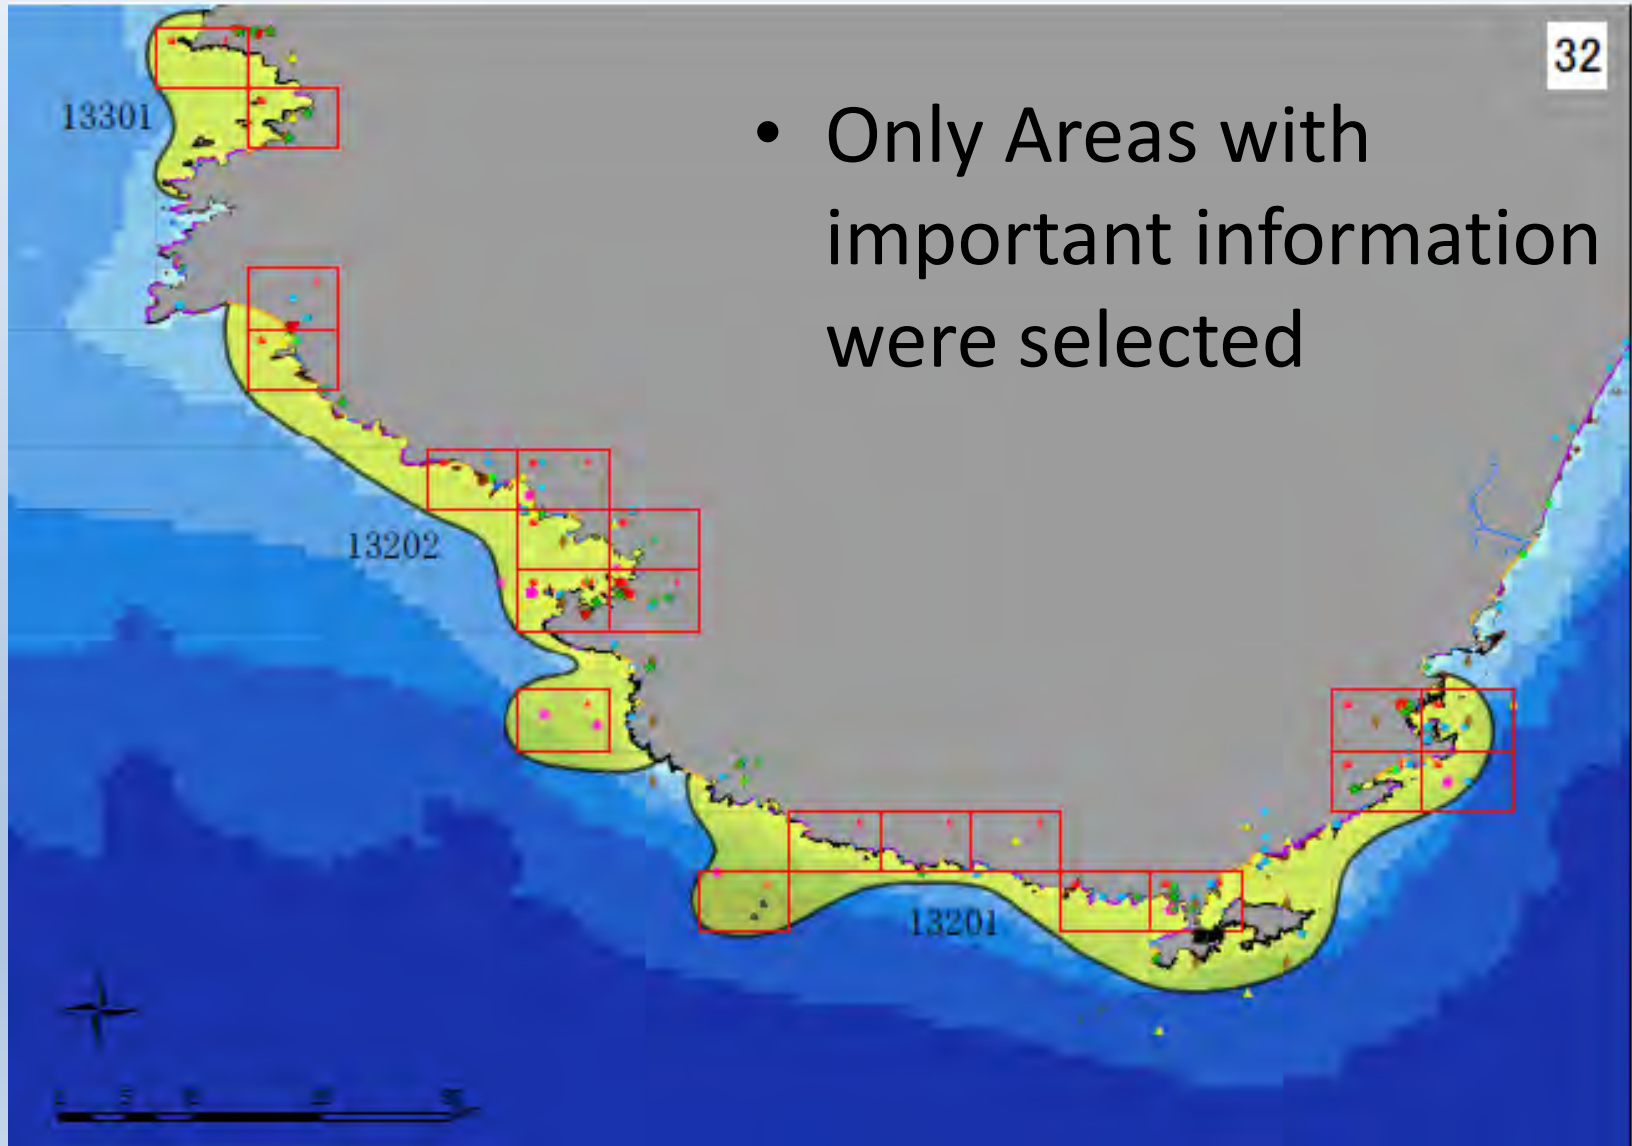 32
13301
• Only Areas with
important information
were selected
13202
13201